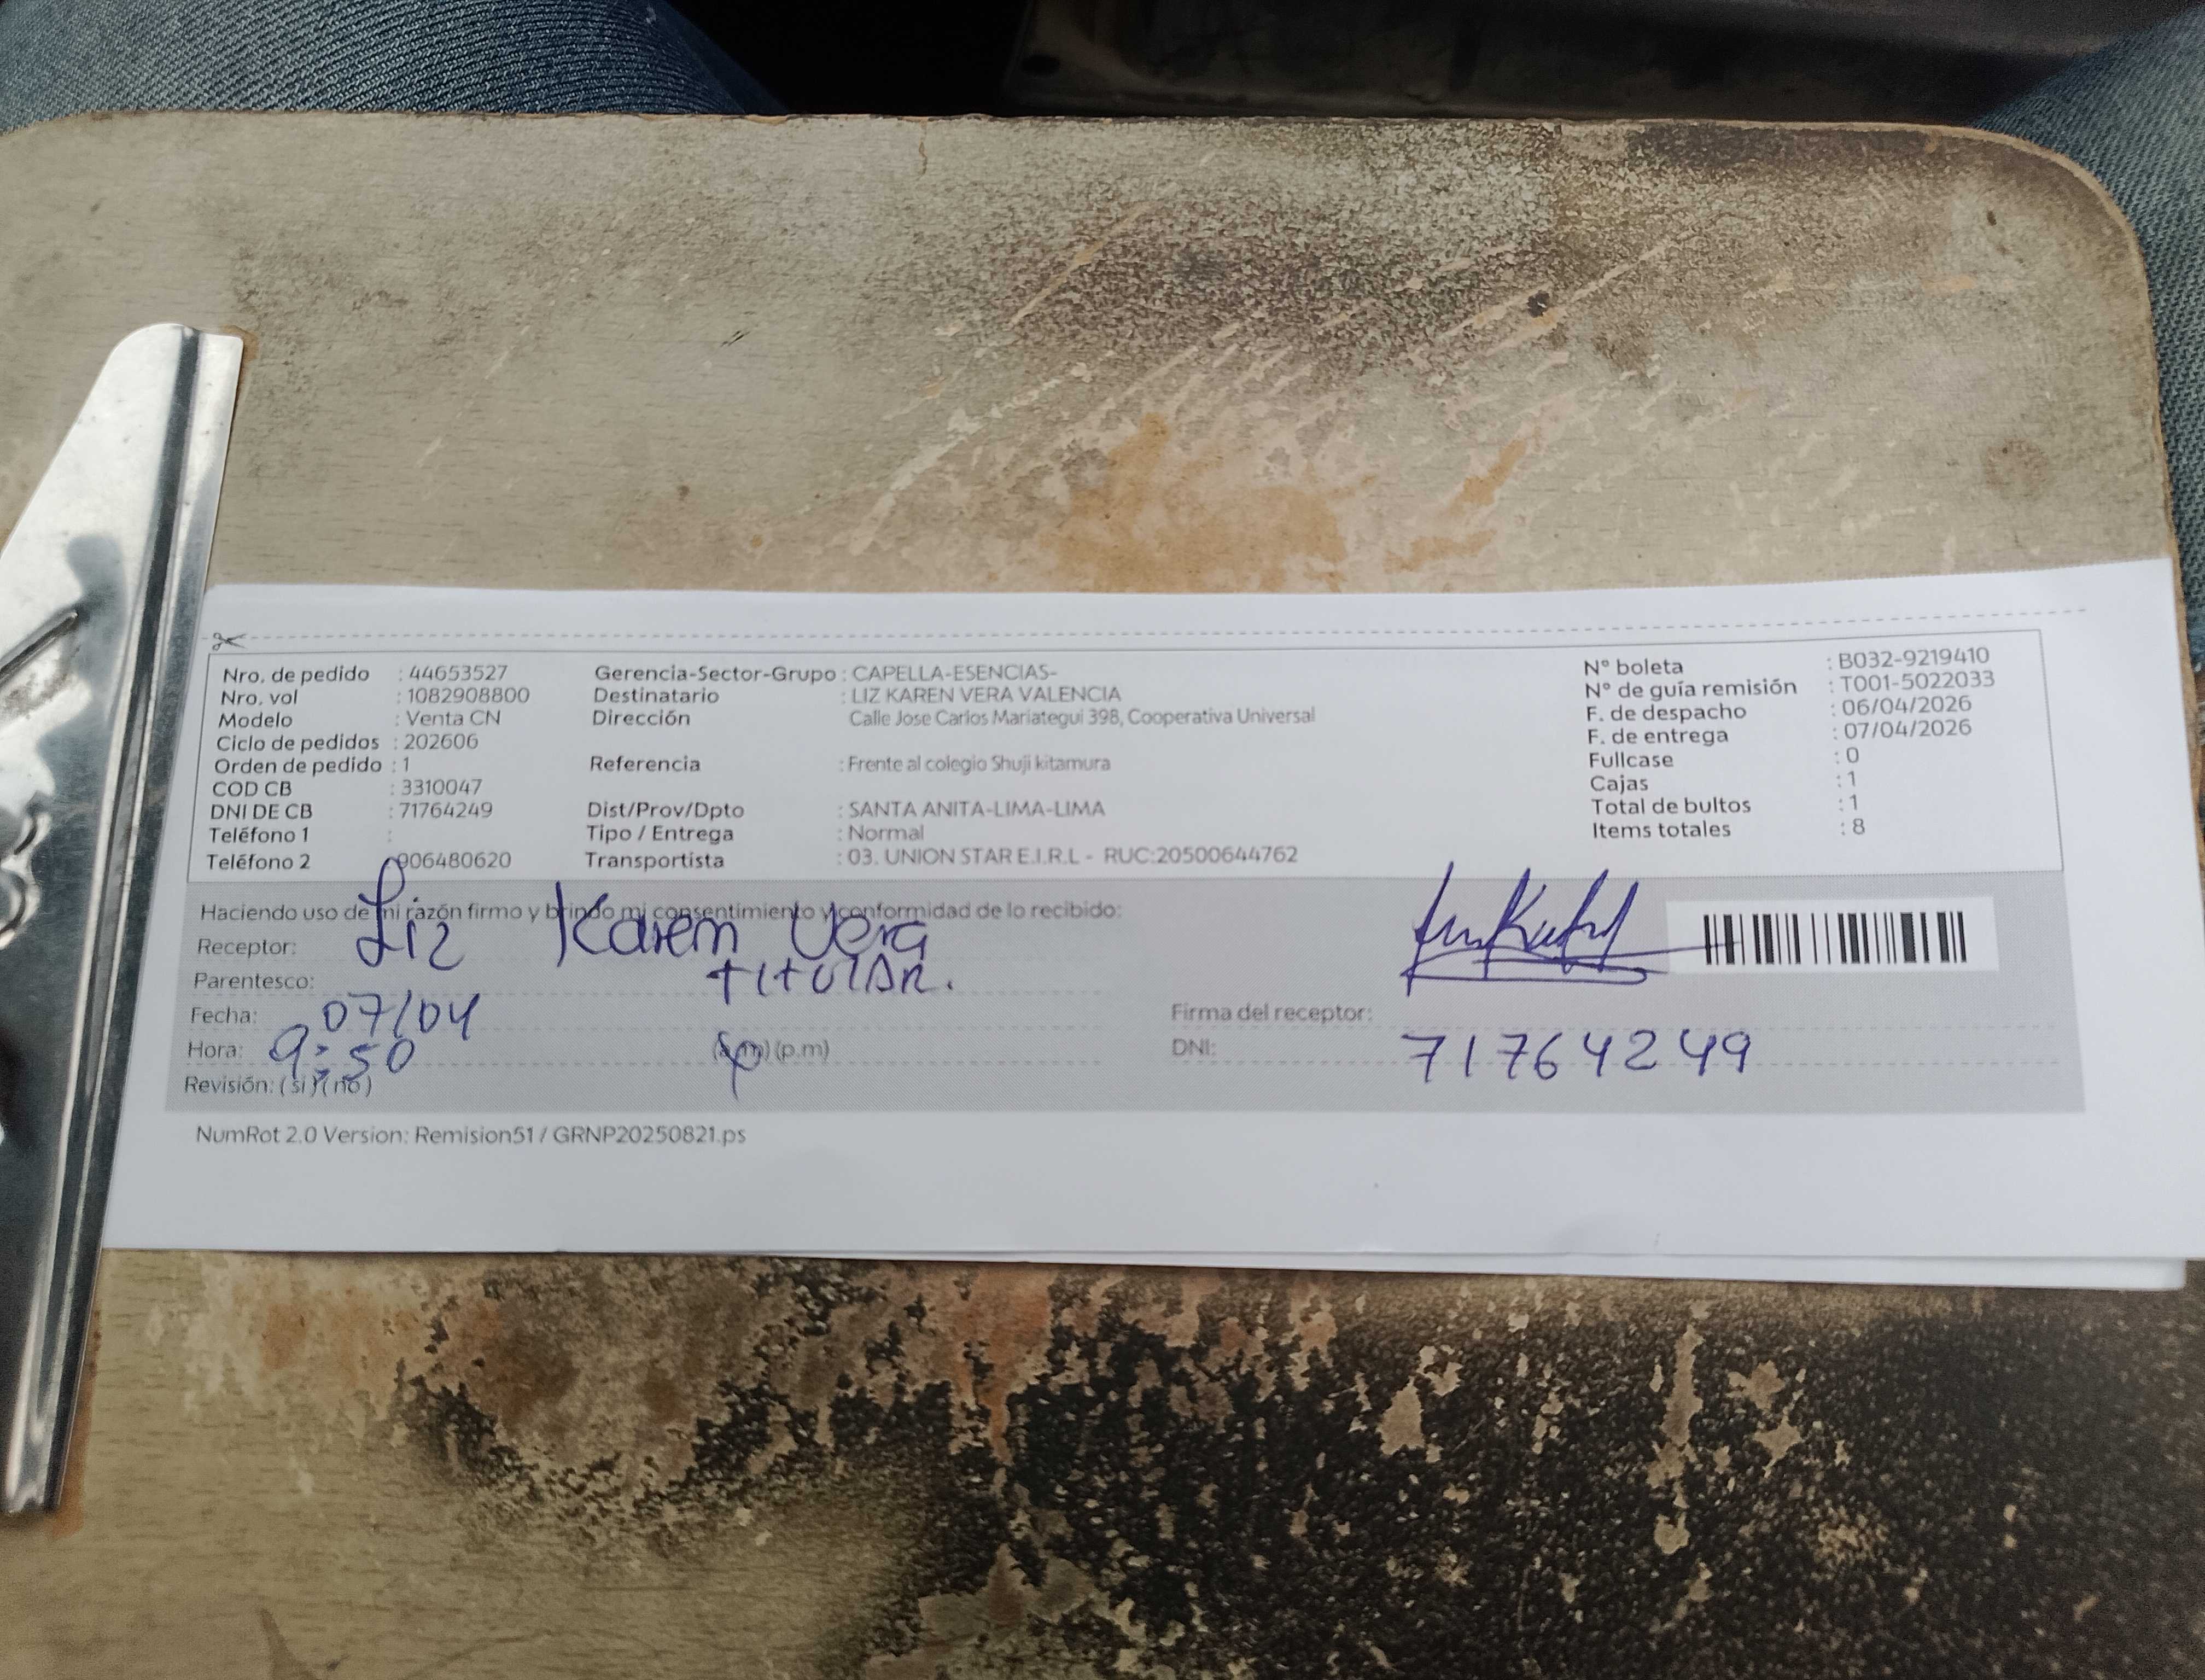 Nro. de pedido : 44653527 Gerencia-Sector-Grupo : CAPELLA-ESENCIAS- N° boleta : B032-9219410
Nro. vol : 1082908800 Destinatario : LIZ KAREN VERA VALENCIA N° de guía remisión : T001-5022033
Modelo : Venta CN Dirección Calle Jose Carlos Mariategui 398, Cooperativa Universal F. de despacho : 06/04/2026
Ciclo de pedidos : 202606 F. de entrega : 07/04/2026
Orden de pedido : 1 Referencia : Frente al colegio Shuji kitamura Fullcase : 0
COD CB : 3310047 Cajas : 1
DNI DE CB : 71764249 Dist/Prov/Dpto : SANTA ANITA-LIMA-LIMA Total de bultos : 1
Teléfono 1 : Tipo / Entrega : Normal Items totales : 8
Teléfono 2 :906480620 Transportista : 03. UNION STAR E.I.R.L - RUC:20500644762
Haciendo uso de mi razón firmo y brindo mi consentimiento y conformidad de lo recibido:
Receptor: Liz Karem Vera
Parentesco: TITULAR.
Fecha: 07/04 Firma del receptor:
Hora: 9:50 (a.m) (p.m) DNI: 71764249
Revisión: (si) (no)
NumRot 2.0 Version: Remision51 / GRNP20250821.ps